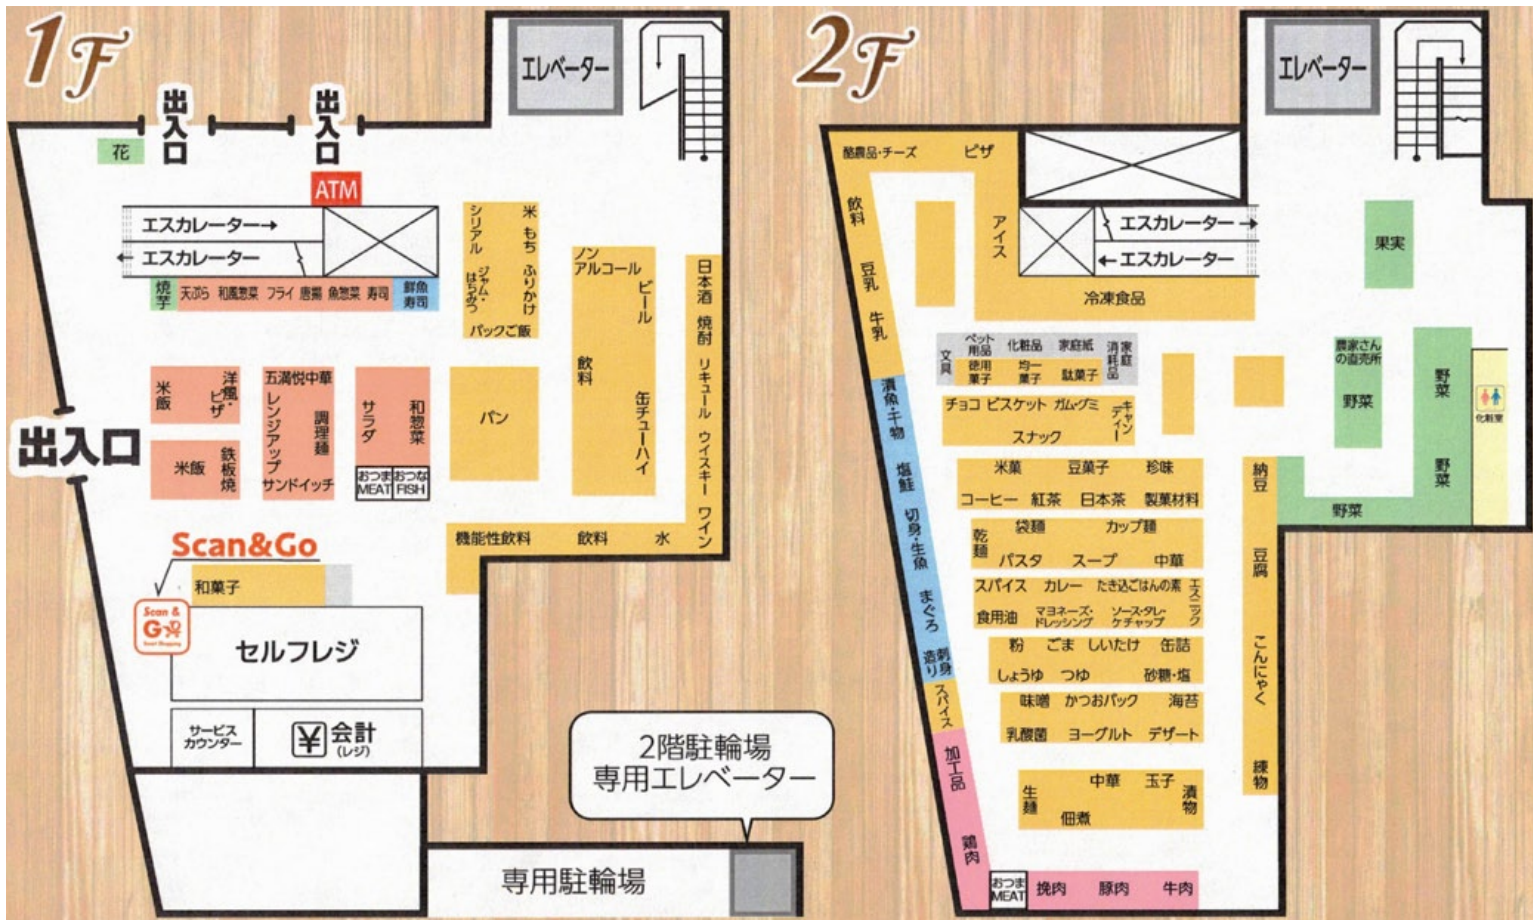 1F
出入口
出入口
花
ATM
エスカレーター→
←エスカレーター
焼芋
天ぷら
和風惣菜
フライ
唐揚
魚惣菜
寿司
鮮魚寿司
エレベーター
シリアル
米
もち
ジャム・はちみつ
ふりかけ
パックご飯
ノンアルコール
ビール
飲料
缶チューハイ
日本酒
焼酎
リキュール
ウイスキー
ワイン
米飯
洋風・ピザ
五満悦中華
レンジアップ
調理麺
サンドイッチ
サラダ
和惣菜
パン
出入口
米飯
鉄板焼
おつまMEAT
おつなFISH
機能性飲料
飲料
水
Scan&Go
和菓子
Scan & Go
セルフレジ
サービスカウンター
¥会計
(レジ)
2階駐輪場
専用エレベーター
専用駐輪場
2F
エレベーター
酪農品・チーズ
ピザ
飲料
豆乳
牛乳
アイス
エスカレーター→
←エスカレーター
冷凍食品
果実
文具
ペット用品
化粧品
家庭紙
家庭消耗品
徳用菓子
均一菓子
駄菓子
農家さんの直売所
野菜
野菜
野菜
野菜
化粧室
漬魚・干物
塩鮭
切身・生魚
まぐろ
刺身造り
スパイス
加工品
鶏肉
チョコ
ビスケット
ガム・グミ
キャンディー
スナック
米菓
豆菓子
珍味
コーヒー
紅茶
日本茶
製菓材料
乾麺
袋麺
カップ麺
パスタ
スープ
中華
スパイス
カレー
たき込ごはんの素
エスニック
食用油
マヨネーズ・ドレッシング
ソース・タレ・ケチャップ
粉
ごま
しいたけ
缶詰
しょうゆ
つゆ
砂糖・塩
味噌
かつおパック
海苔
乳酸菌
ヨーグルト
デザート
生麺
中華
玉子
漬物
佃煮
納豆
豆腐
こんにゃく
練物
おつまMEAT
挽肉
豚肉
牛肉